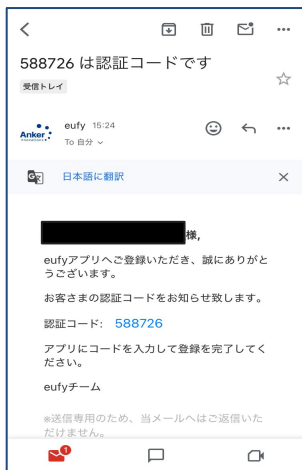 588726 は認証コードです
受信トレイ
eufy 15:24
Anker
To 自分
日本語に翻訳
様,
eufyアプリへご登録いただき、誠にありがと
うございます。
お客さまの認証コードをお知らせ致します。
認証コード: 588726
アプリにコードを入力して登録を完了してく
ださい。
eufyチーム
※送信専用のため、当メールへはご返信いた
だけません。
1